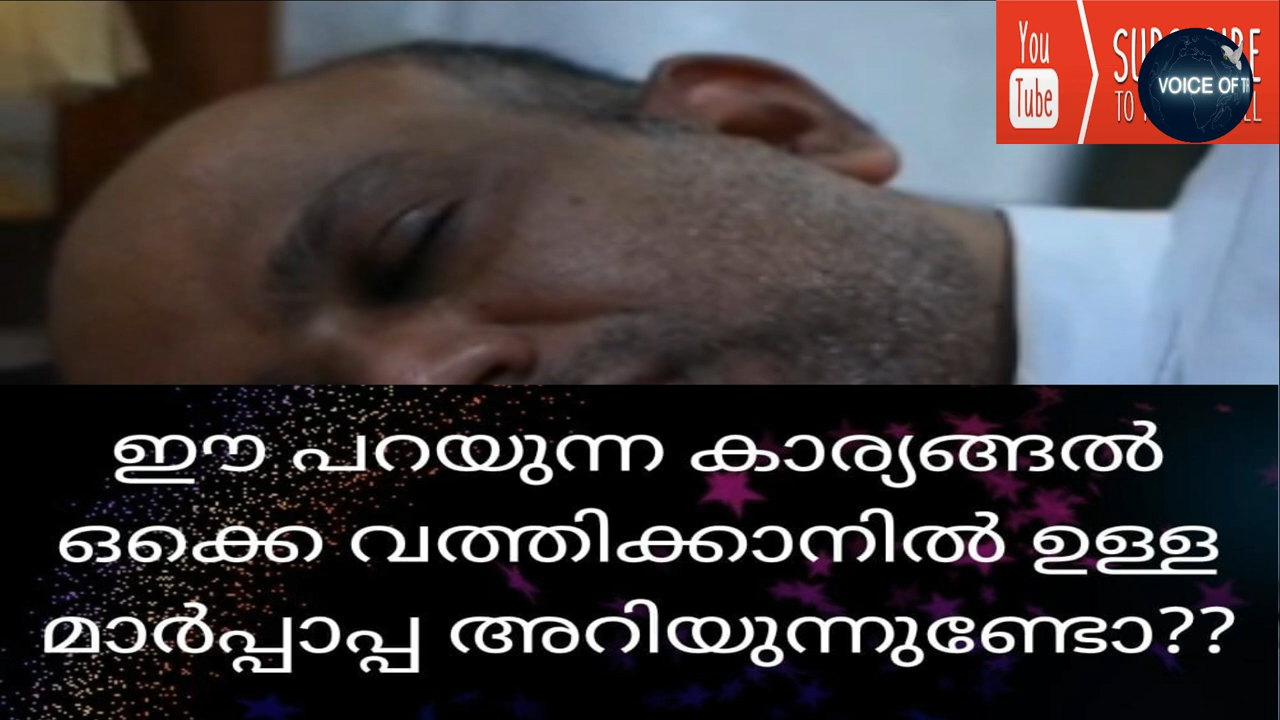 You
Tube
VOICE OF
ഈ പറയുന്ന കാര്യങ്ങൽ
ഒക്കെ വത്തിക്കാനിൽ ഉള്ള
മാർപ്പാപ്പ അറിയുന്നുണ്ടോ??